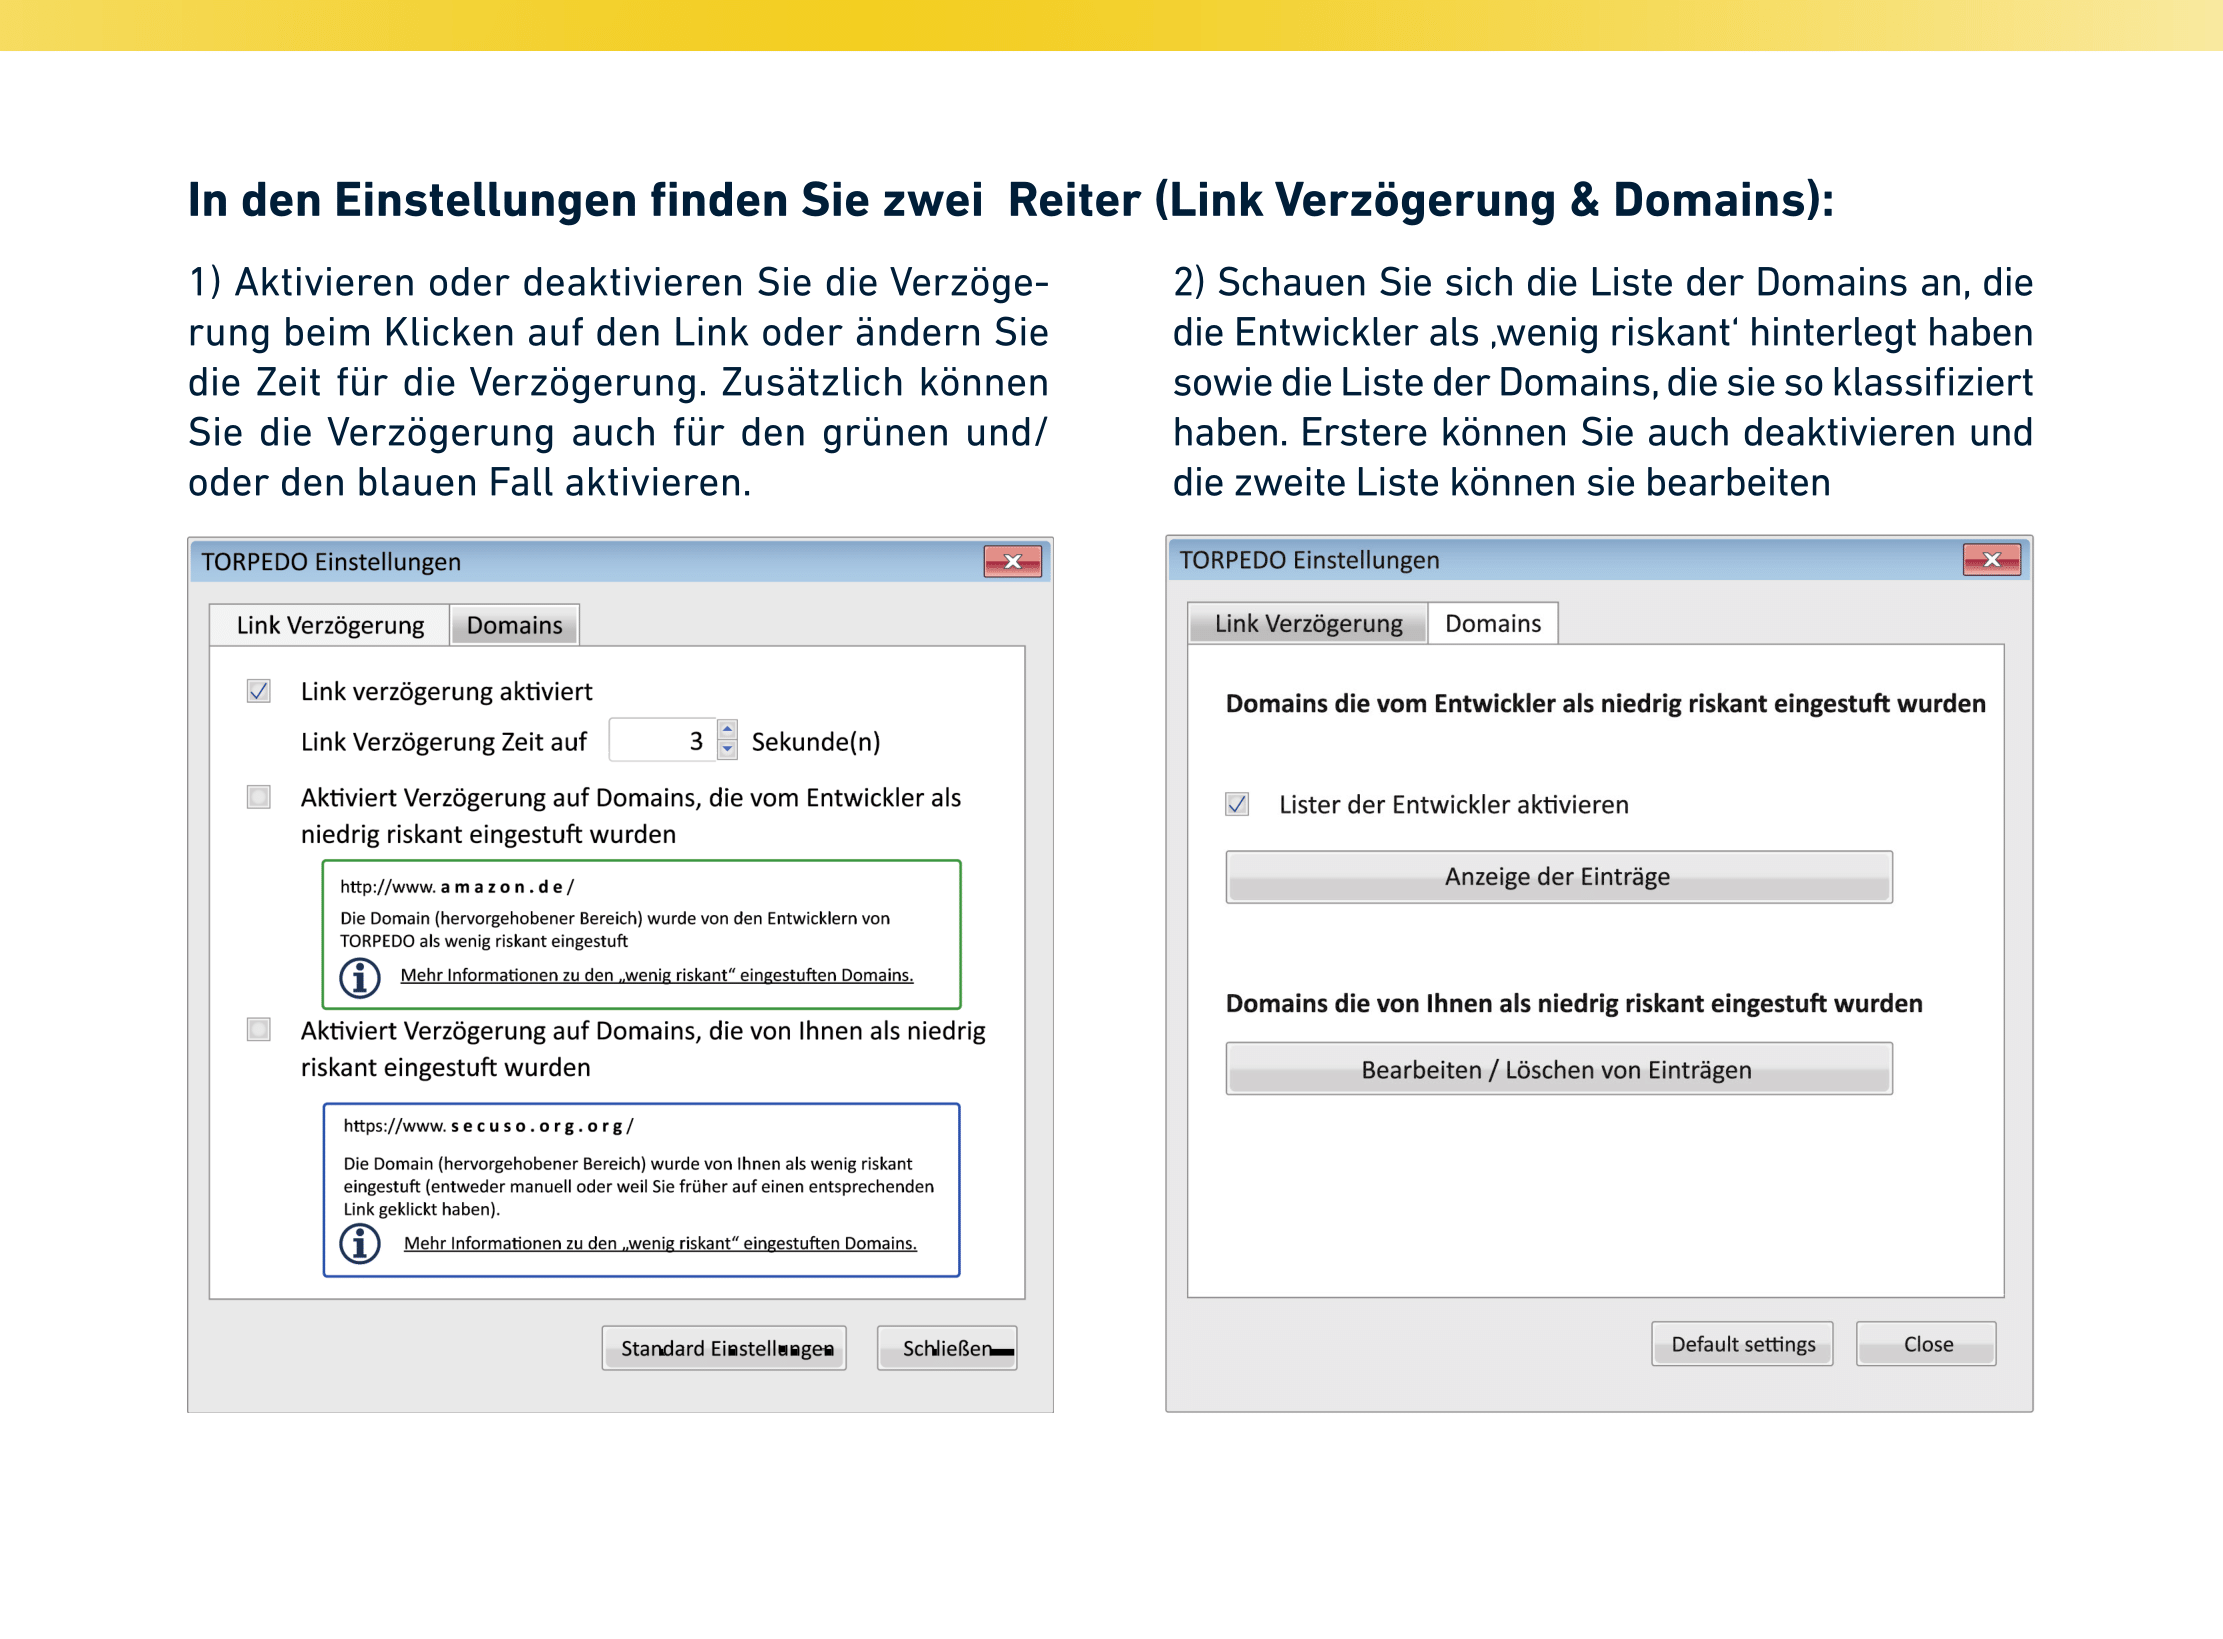 In den Einstellungen finden Sie zwei  Reiter (Link Verzögerung & Domains):
1) Aktivieren oder deaktivieren Sie die Verzöge-
rung beim Klicken auf den Link oder ändern Sie
die Zeit für die Verzögerung. Zusätzlich können
Sie die Verzögerung auch für den grünen und/
oder den blauen Fall aktivieren.
2) Schauen Sie sich die Liste der Domains an, die
die Entwickler als ‚wenig riskant‘ hinterlegt haben
sowie die Liste der Domains, die sie so klassifiziert
haben. Erstere können Sie auch deaktivieren und
die zweite Liste können sie bearbeiten
TORPEDO Einstellungen
Link Verzögerung
Domains
Link verzögerung aktiviert
Link Verzögerung Zeit auf 3 Sekunde(n)
Aktiviert Verzögerung auf Domains, die vom Entwickler als
niedrig riskant eingestuft wurden
http://www.amazon.de/
Die Domain (hervorgehobener Bereich) wurde von den Entwicklern von
TORPEDO als wenig riskant eingestuft
Mehr Informationen zu den „wenig riskant“ eingestuften Domains.
Aktiviert Verzögerung auf Domains, die von Ihnen als niedrig
riskant eingestuft wurden
https://www.secuso.org.org/
Die Domain (hervorgehobener Bereich) wurde von Ihnen als wenig riskant
eingestuft (entweder manuell oder weil Sie früher auf einen entsprechenden
Link geklickt haben).
Mehr Informationen zu den „wenig riskant“ eingestuften Domains.
Standard Einstellungen
Schließen
TORPEDO Einstellungen
Link Verzögerung
Domains
Domains die vom Entwickler als niedrig riskant eingestuft wurden
Lister der Entwickler aktivieren
Anzeige der Einträge
Domains die von Ihnen als niedrig riskant eingestuft wurden
Bearbeiten / Löschen von Einträgen
Default settings
Close